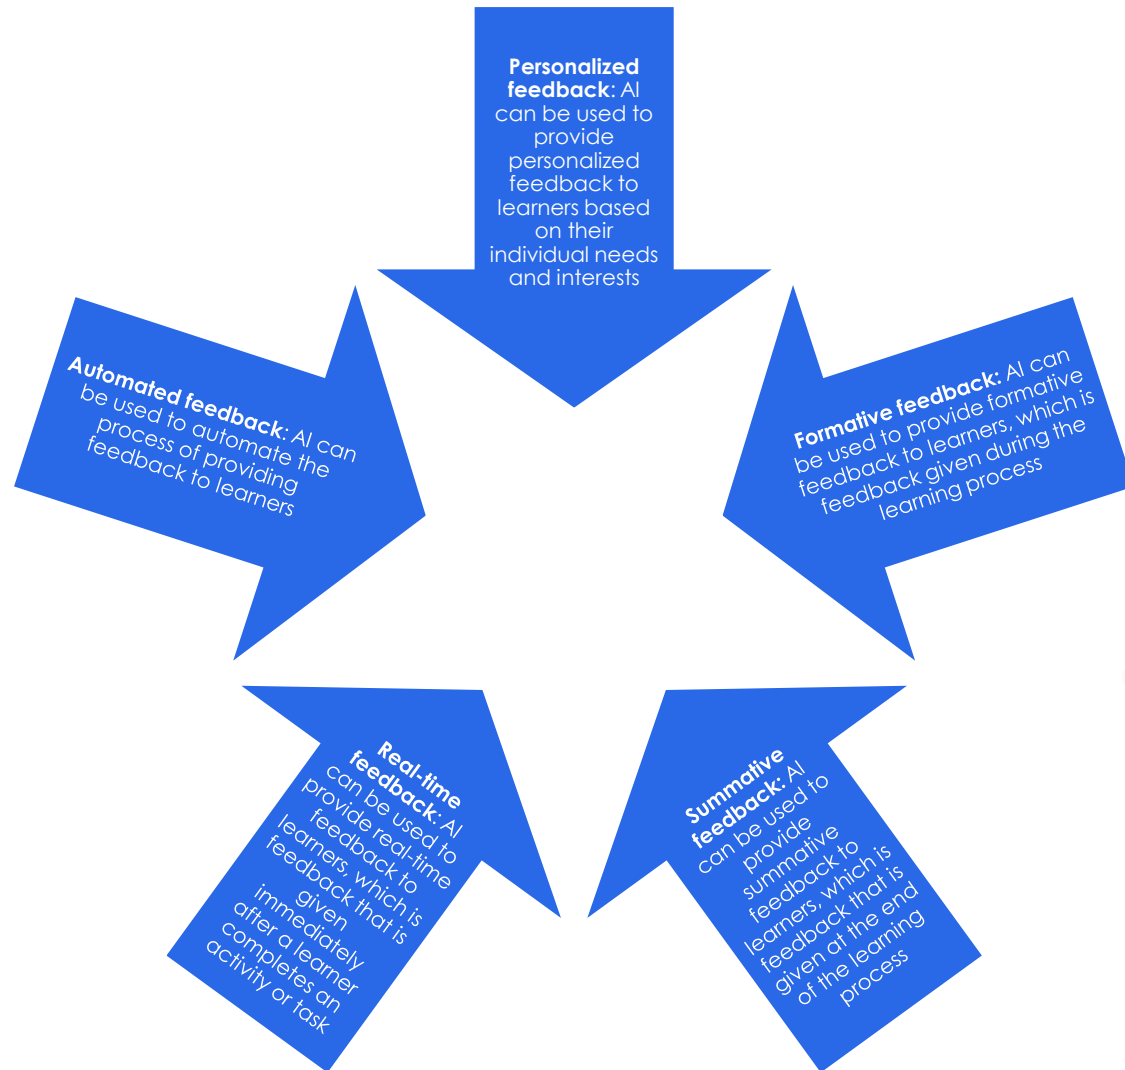 Personalized
feedback: AI
can be used to
provide
personalized
feedback to
learners based
on their
individual needs
and interests
Formative feedback: AI can
be used to provide formative
feedback to learners, which is
feedback given during the
learning process
Summative
feedback: AI
can be used to
provide
summative
feedback to
learners, which is
feedback that is
given at the end
of the learning
process
Real-time
feedback: AI
can be used to
provide real-time
feedback to
learners, which is
feedback that is
given
immediately
after a learner
completes an
activity or task
Automated feedback: AI can
be used to automate the
process of providing
feedback to learners